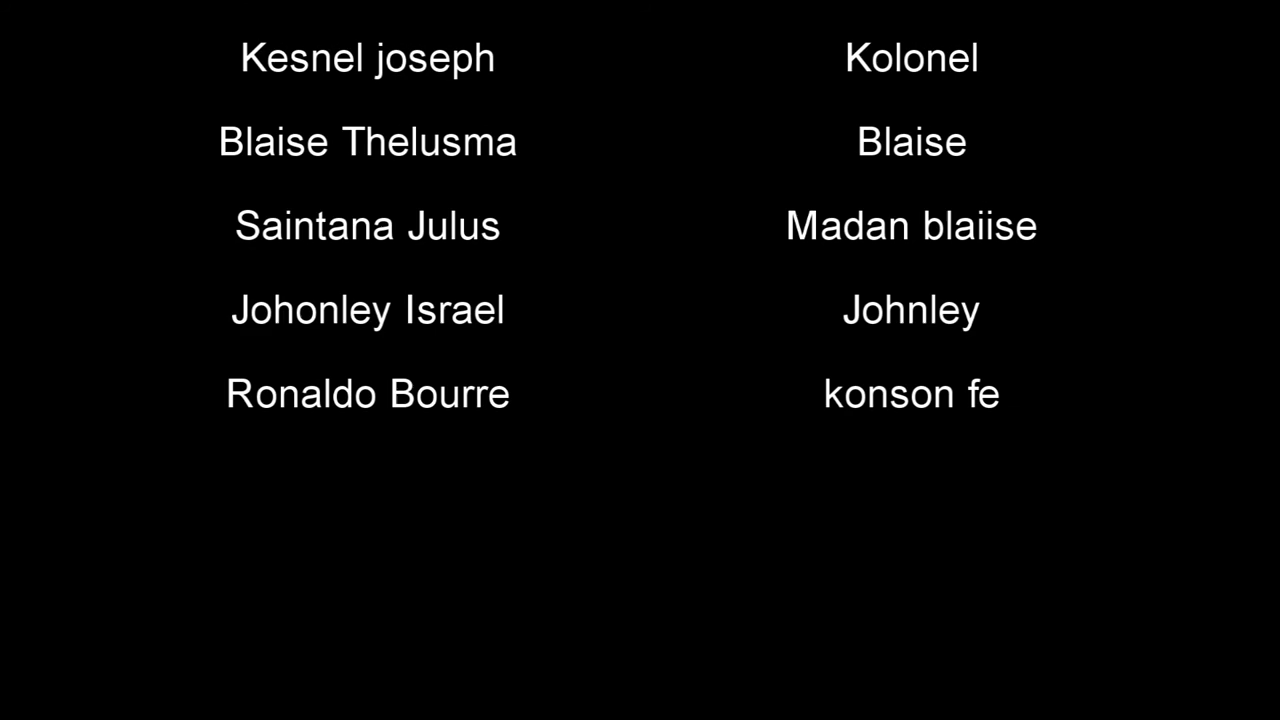 Kesnel joseph Kolonel
Blaise Thelusma Blaise
Saintana Julus Madan blaiise
Johonley Israel Johnley
Ronaldo Bourre konson fe